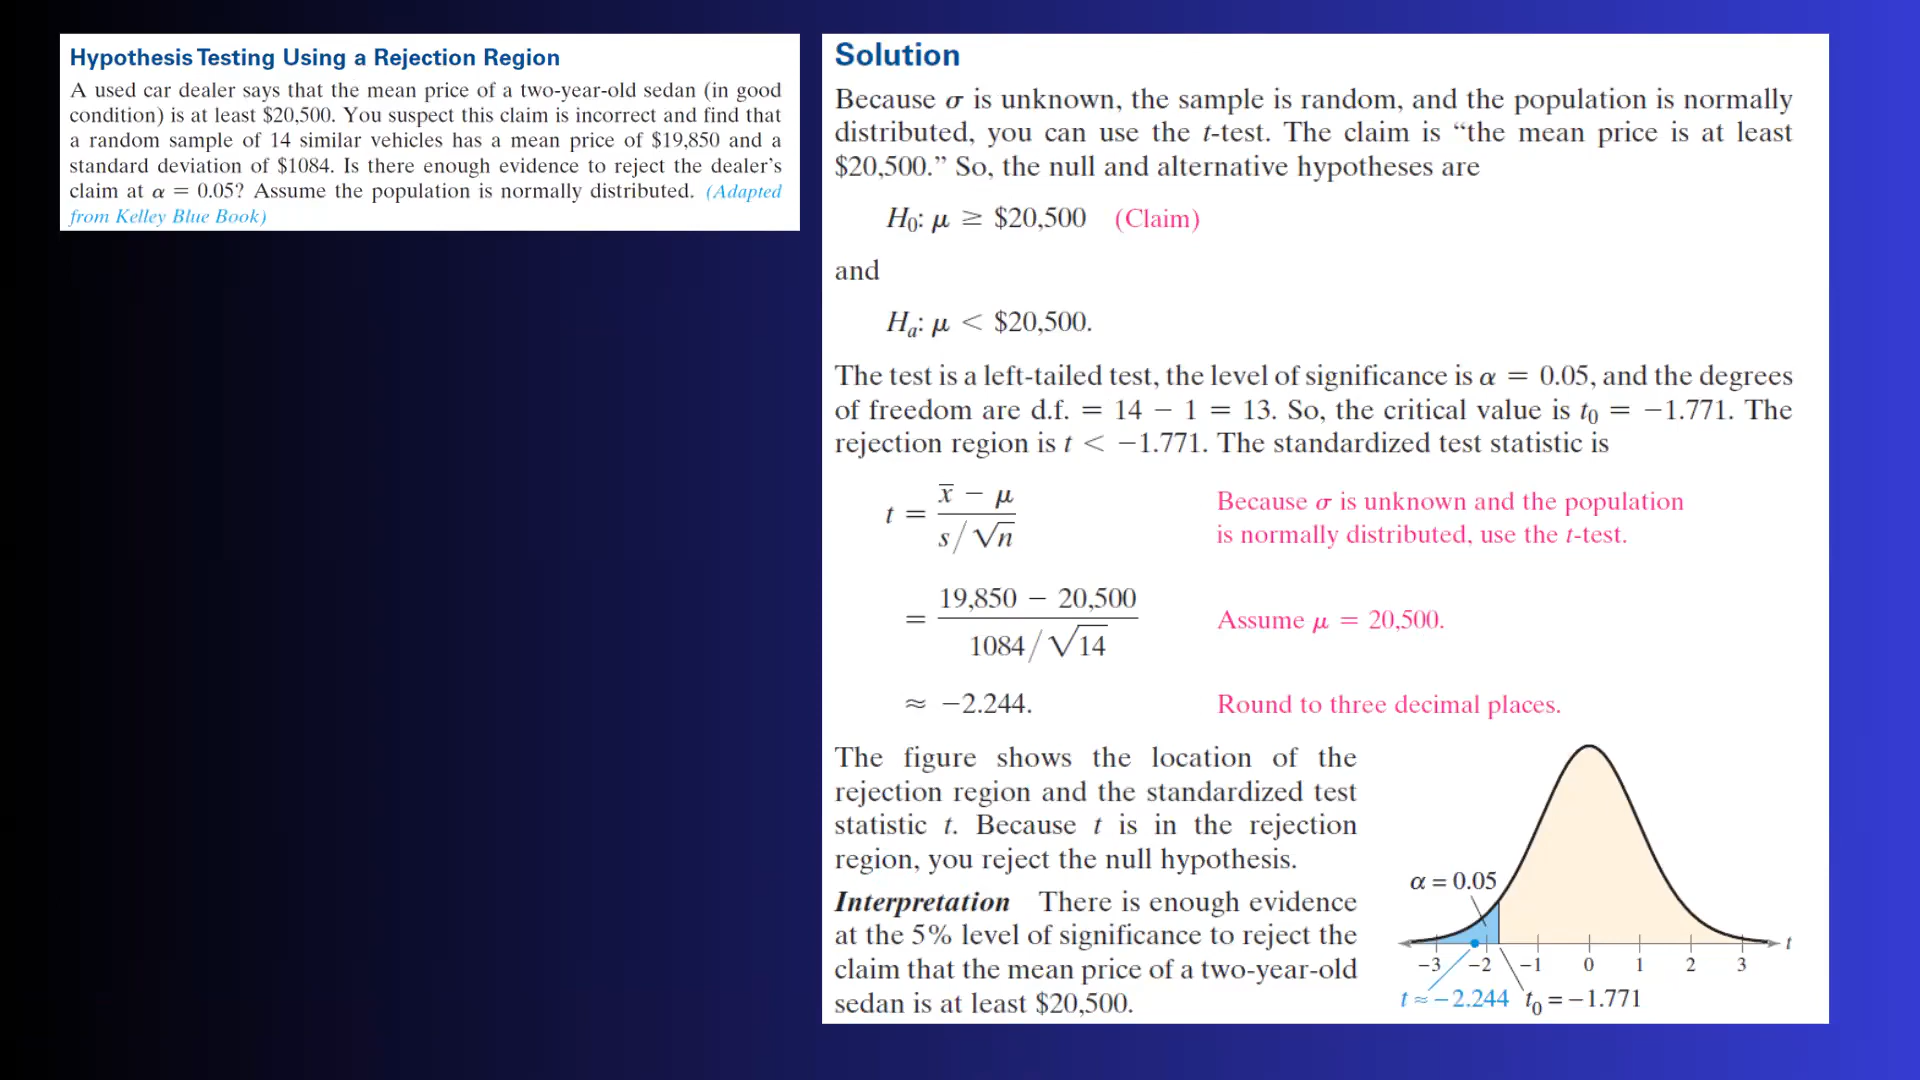 Hypothesis Testing Using a Rejection Region
A used car dealer says that the mean price of a two-year-old sedan (in good
condition) is at least $20,500. You suspect this claim is incorrect and find that
a random sample of 14 similar vehicles has a mean price of $19,850 and a
standard deviation of $1084. Is there enough evidence to reject the dealer’s
claim at α = 0.05? Assume the population is normally distributed. (Adapted
from Kelley Blue Book)
Solution
Because σ is unknown, the sample is random, and the population is normally
distributed, you can use the t-test. The claim is “the mean price is at least
$20,500.” So, the null and alternative hypotheses are
H₀: μ ≥ $20,500 (Claim)
and
Hₐ: μ < $20,500.
The test is a left-tailed test, the level of significance is α = 0.05, and the degrees
of freedom are d.f. = 14 − 1 = 13. So, the critical value is t₀ = −1.771. The
rejection region is t < −1.771. The standardized test statistic is
t = (x̄ − μ) / (s/√n)
Because σ is unknown and the population
is normally distributed, use the t-test.
= (19,850 − 20,500) / (1084/√14)
Assume μ = 20,500.
≈ −2.244.
Round to three decimal places.
The figure shows the location of the
rejection region and the standardized test
statistic t. Because t is in the rejection
region, you reject the null hypothesis.
Interpretation There is enough evidence
at the 5% level of significance to reject the
claim that the mean price of a two-year-old
sedan is at least $20,500.
α = 0.05
t
−3 −2 −1 0 1 2 3
t ≈ −2.244 t₀ = −1.771